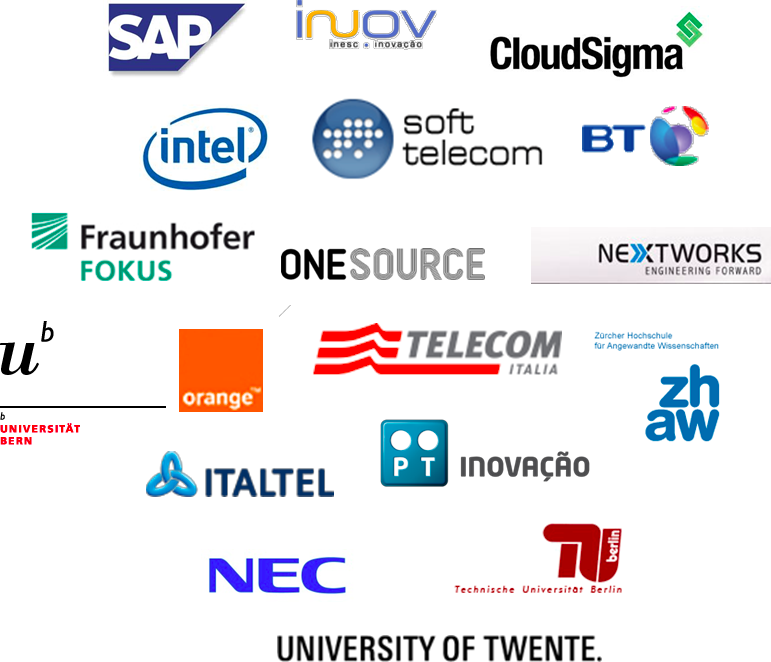 SAP
inov
inesc inovação
CloudSigma
intel®
soft
telecom
BT
Fraunhofer
FOKUS
ONESOURCE
NEXTWORKS
ENGINEERING FORWARD
u^b
b
UNIVERSITÄT
BERN
orange™
TELECOM
ITALIA
Zürcher Hochschule
für Angewandte Wissenschaften
zh
aw
ITALTEL
PT INOVAÇÃO
NEC
TU berlin
Technische Universität Berlin
UNIVERSITY OF TWENTE.